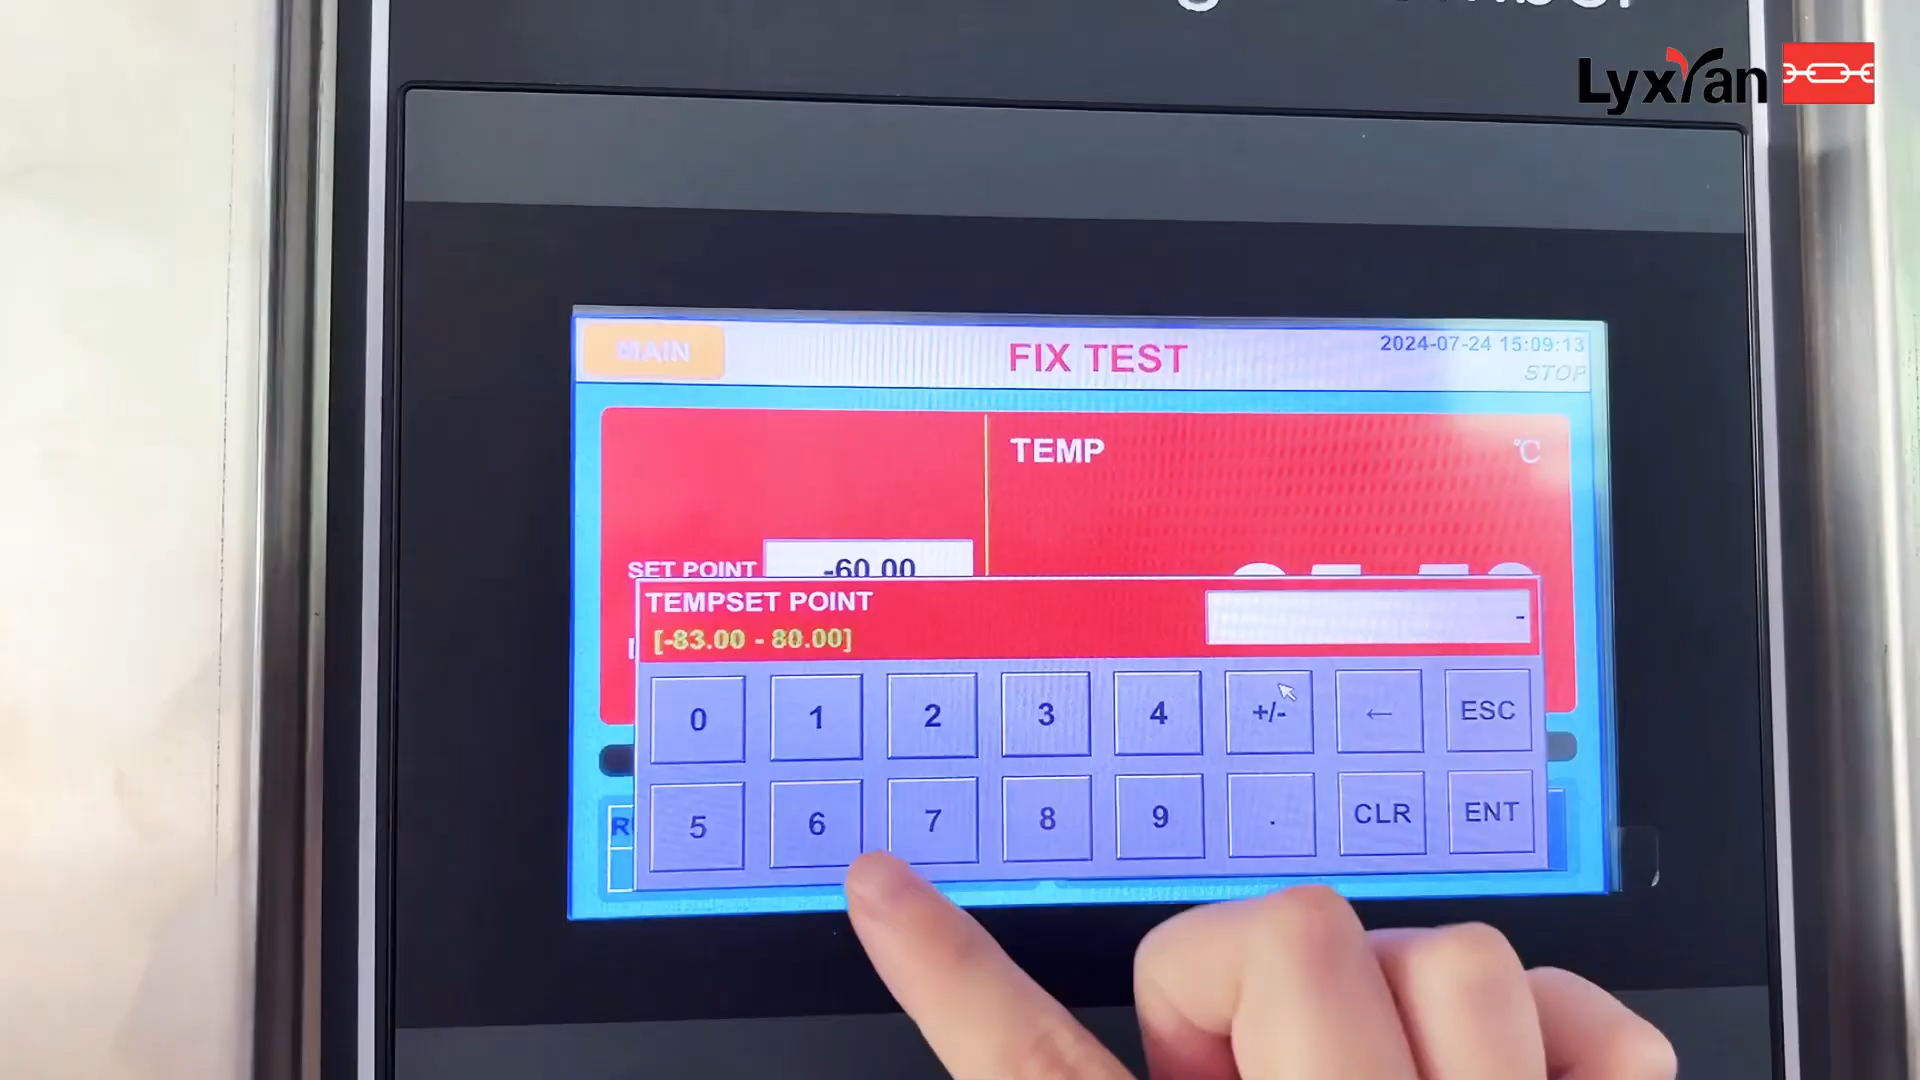 Lyxyan
MAIN
FIX TEST
2024-07-24 15:09:13
STOP
TEMP
℃
SET POINT
-60.00
TEMPSET POINT
-
[-83.00 - 80.00]
0 1 2 3 4 +/- ← ESC
5 6 7 8 9 . CLR ENT